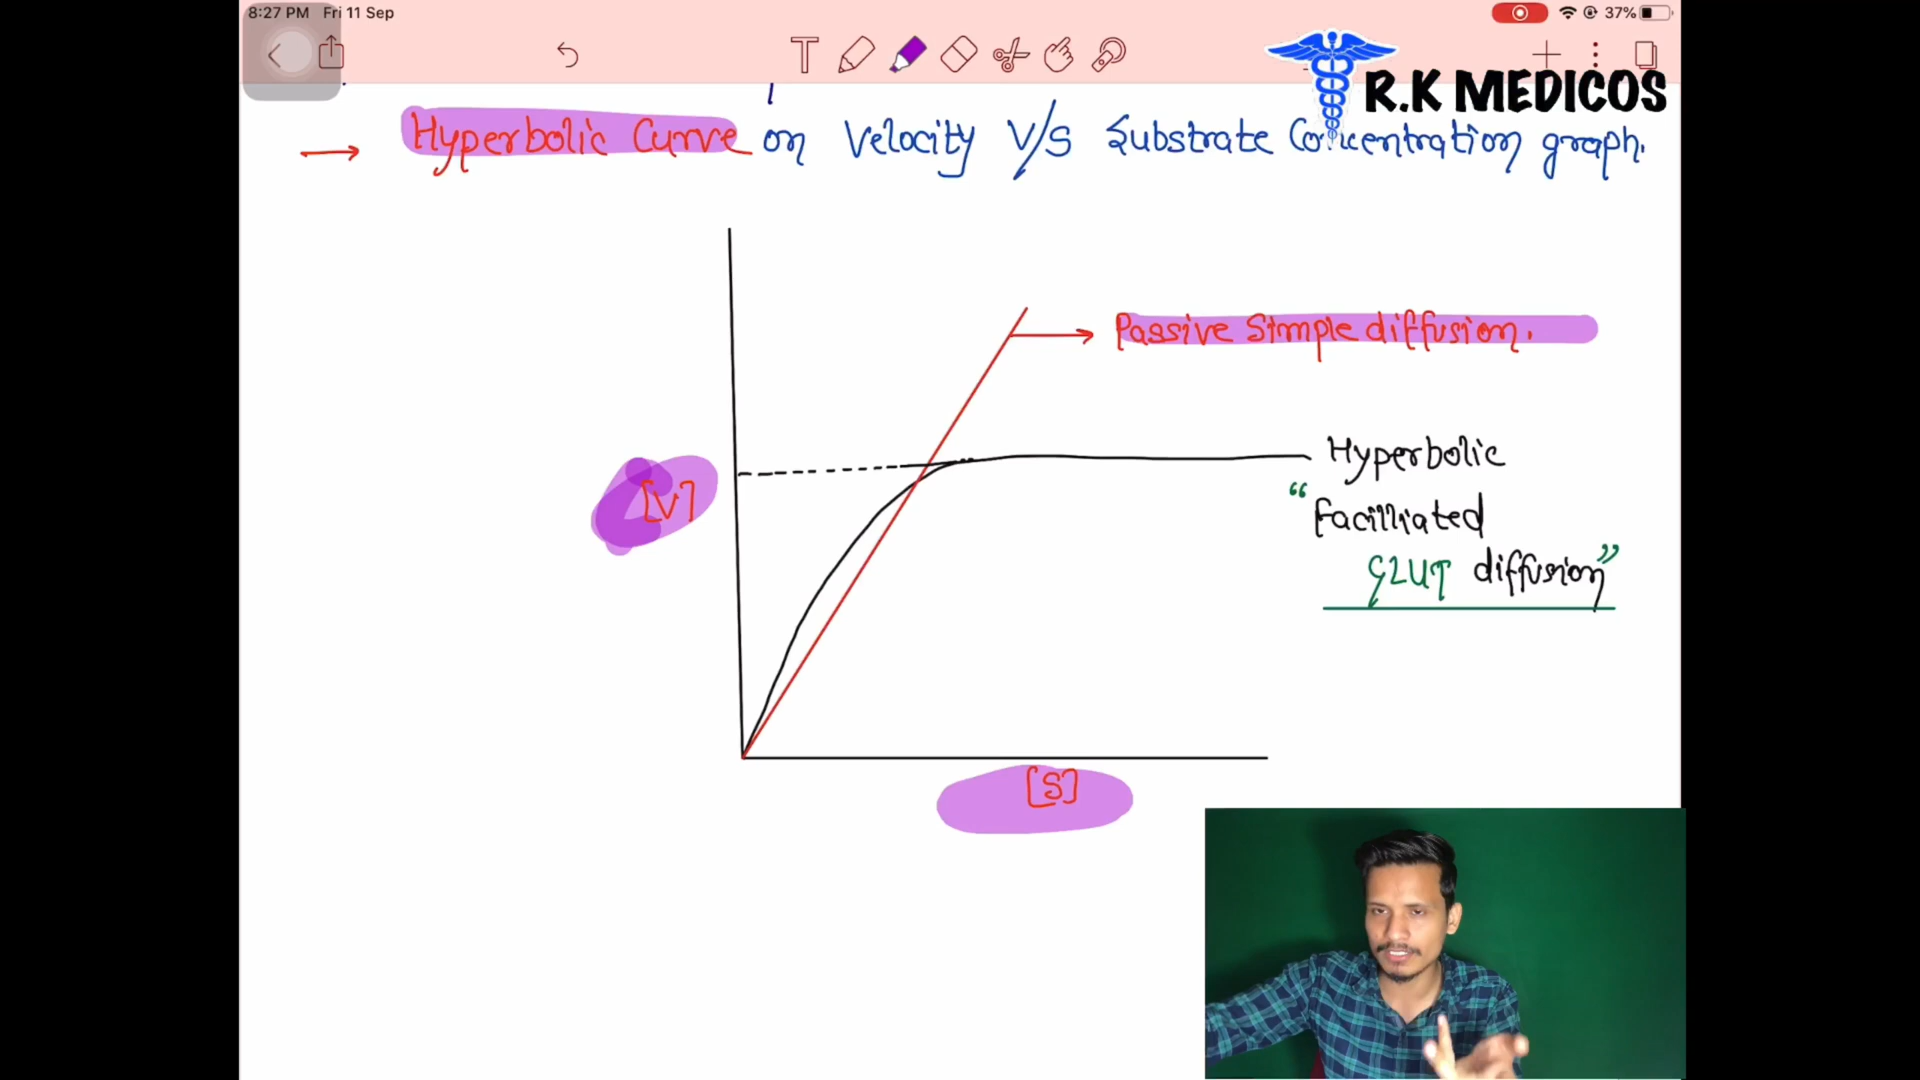 8:27 PM Fri 11 Sep
37%
T
R.K MEDICOS
→ Hyperbolic Curve on Velocity V/S Substrate Concentration graph.
Passive Simple diffusion.
Hyperbolic
[V]
"facilliated
GLUT diffusion"
[S]